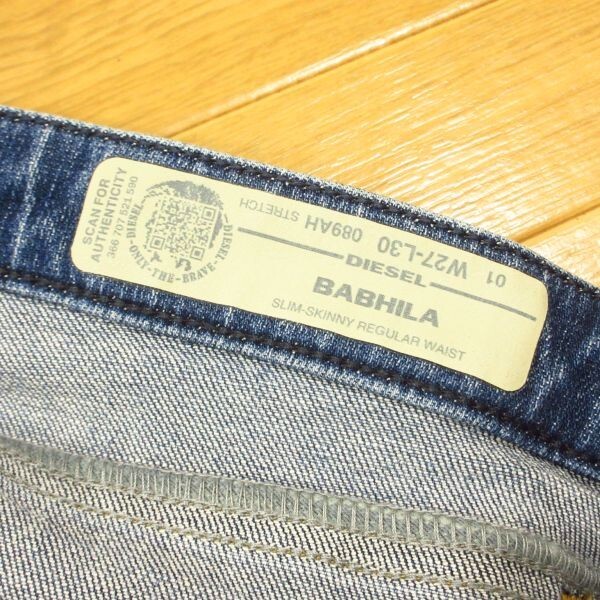 SCAN FOR
AUTHENTICITY
366 707 521 590
DIESEL
DIESEL
ONLY-THE-BRAVE
01 W27-L30 089AH STRETCH
DIESEL
BABHILA
SLIM-SKINNY REGULAR WAIST